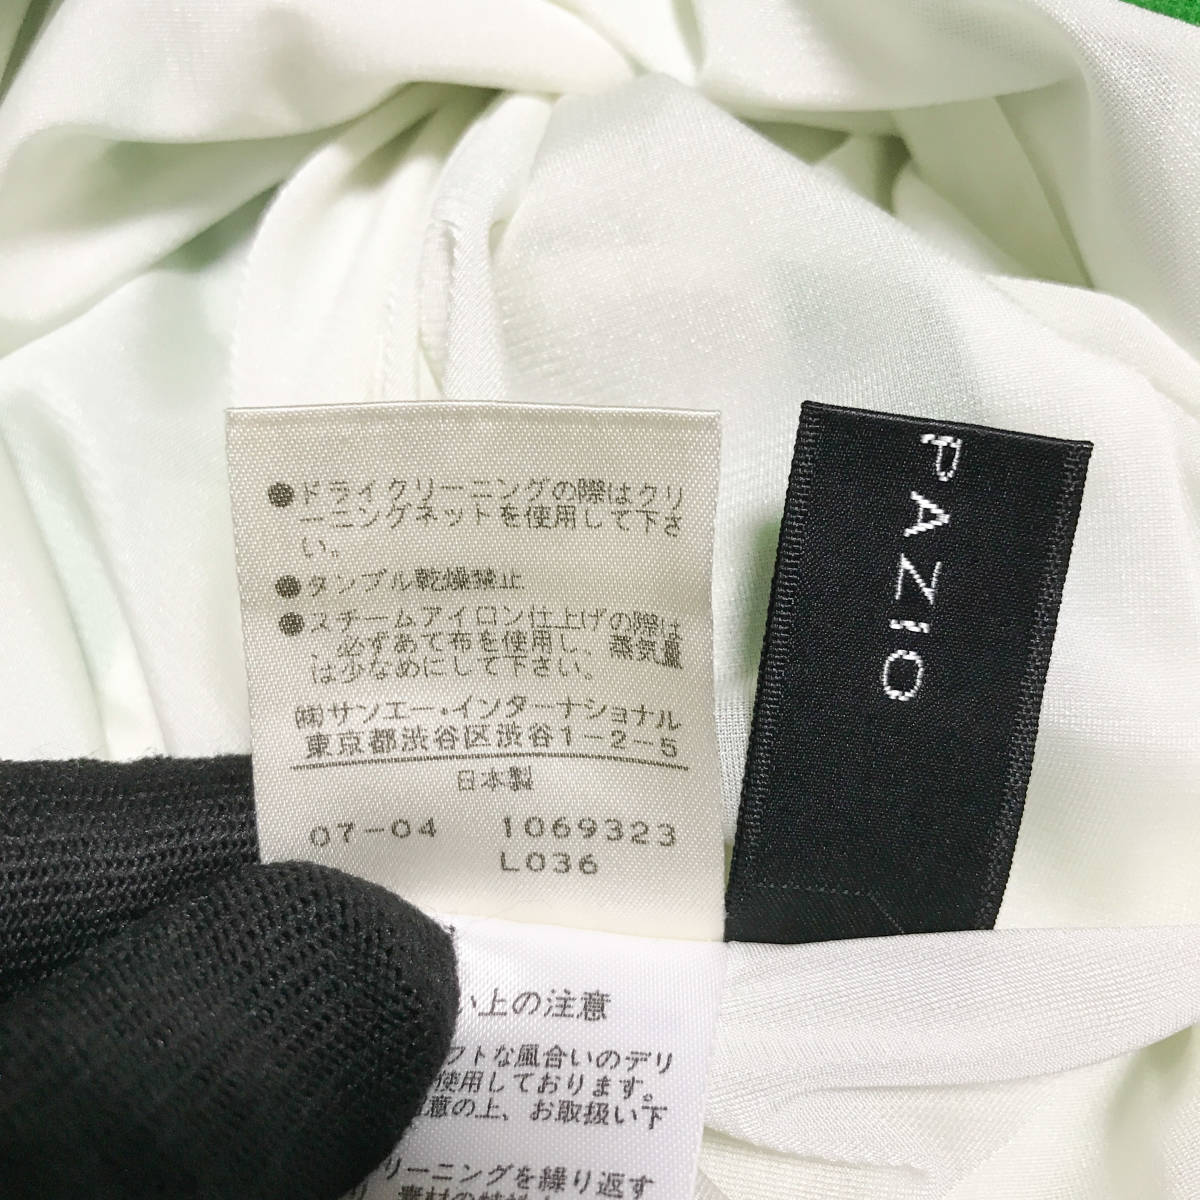 ●ドライクリーニングの際はクリ
ーニングネットを使用して下さ
い。
●タンブル乾燥禁止
●スチームアイロン仕上げの際は
必ずあて布を使用し、蒸気量
は少なめにして下さい。
㈱サンエー・インターナショナル
東京都渋谷区渋谷1-2-5
日本製
07-04 1069323
L036
PAZIO
い上の注意
フトな風合いのデリ
使用しております。
意の上、お取扱い下
リーニングを繰り返す